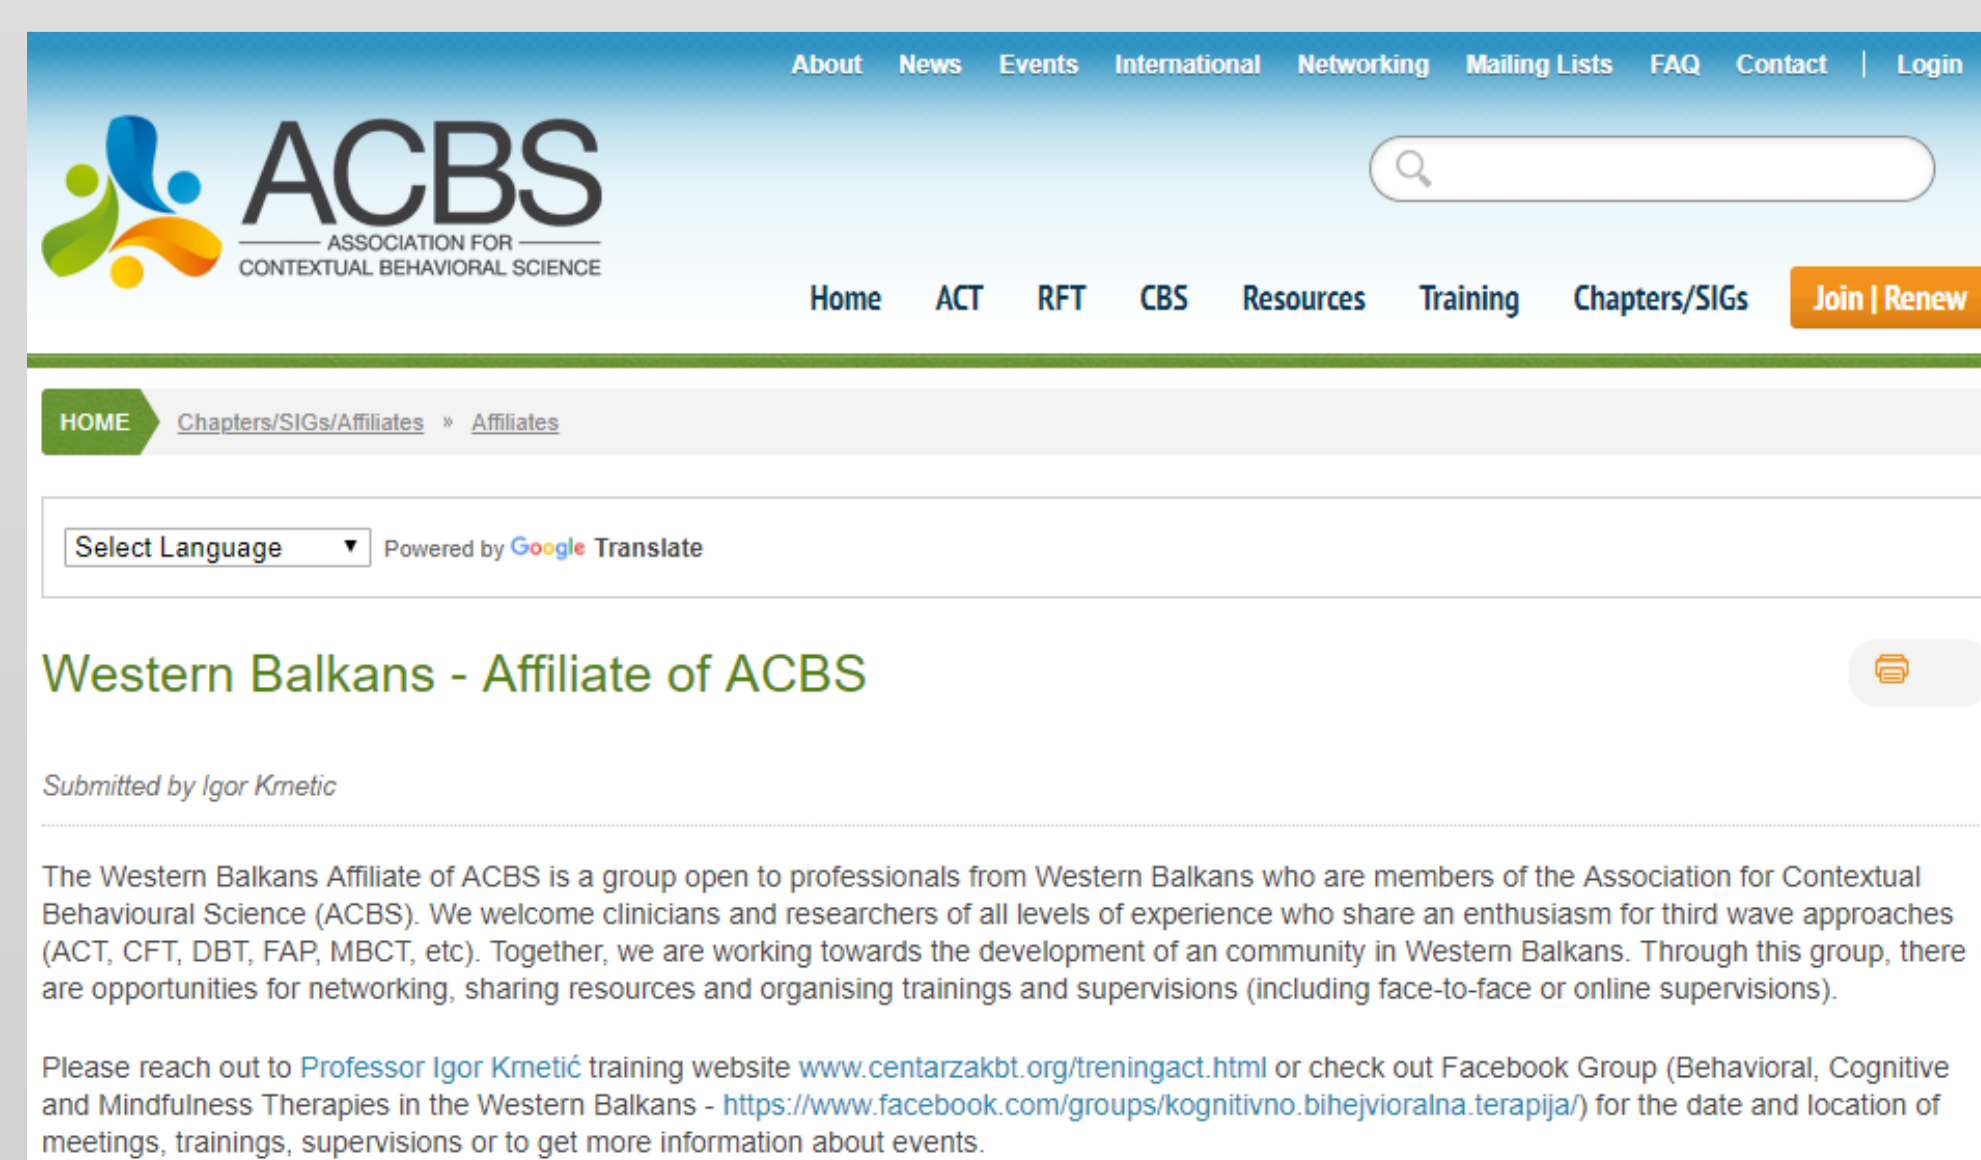 About News Events International Networking Mailing Lists FAQ Contact | Login
ACBS
ASSOCIATION FOR
CONTEXTUAL BEHAVIORAL SCIENCE
Home ACT RFT CBS Resources Training Chapters/SIGs Join | Renew
HOME Chapters/SIGs/Affiliates » Affiliates
Select Language ▼ Powered by Google Translate
Western Balkans - Affiliate of ACBS
Submitted by Igor Krnetic
The Western Balkans Affiliate of ACBS is a group open to professionals from Western Balkans who are members of the Association for Contextual
Behavioural Science (ACBS). We welcome clinicians and researchers of all levels of experience who share an enthusiasm for third wave approaches
(ACT, CFT, DBT, FAP, MBCT, etc). Together, we are working towards the development of an community in Western Balkans. Through this group, there
are opportunities for networking, sharing resources and organising trainings and supervisions (including face-to-face or online supervisions).
Please reach out to Professor Igor Krnetić training website www.centarzakbt.org/treningact.html or check out Facebook Group (Behavioral, Cognitive
and Mindfulness Therapies in the Western Balkans - https://www.facebook.com/groups/kognitivno.bihejvioralna.terapija/) for the date and location of
meetings, trainings, supervisions or to get more information about events.